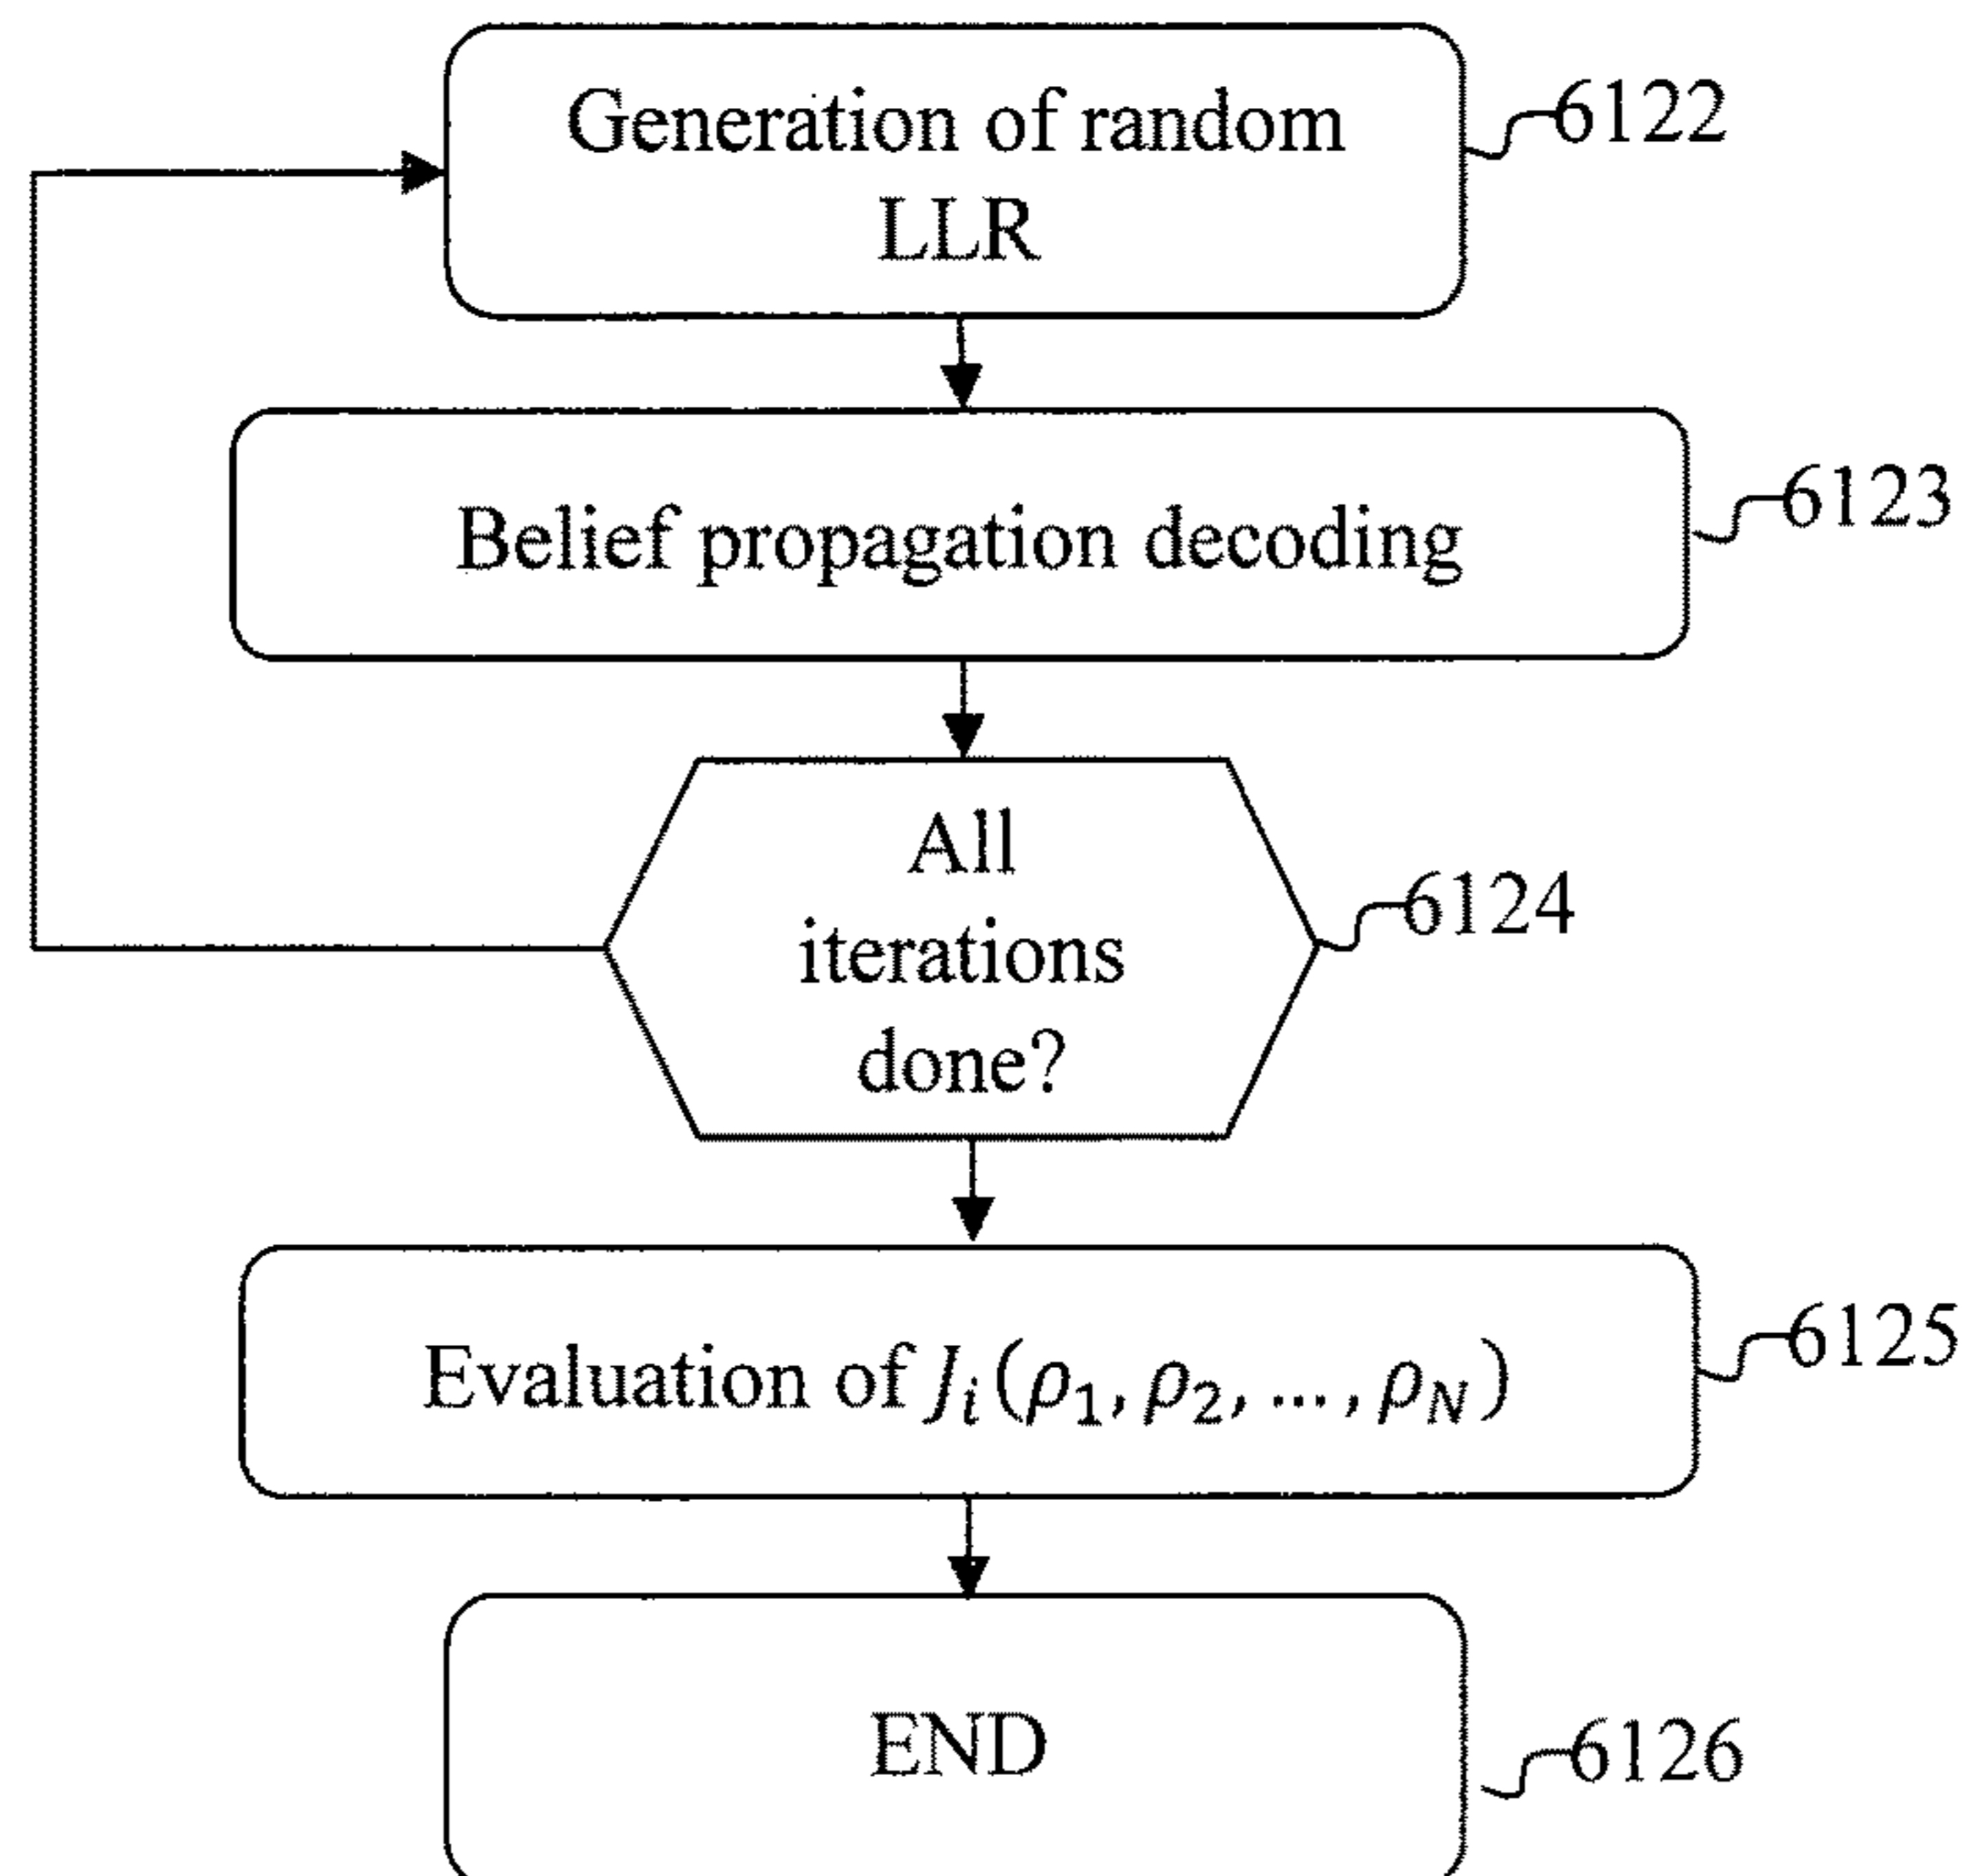 Generation of random
LLR
6122
Belief propagation decoding
6123
All
iterations
done?
6124
Evaluation of J_i(ρ_1, ρ_2, ..., ρ_N)
6125
END
6126